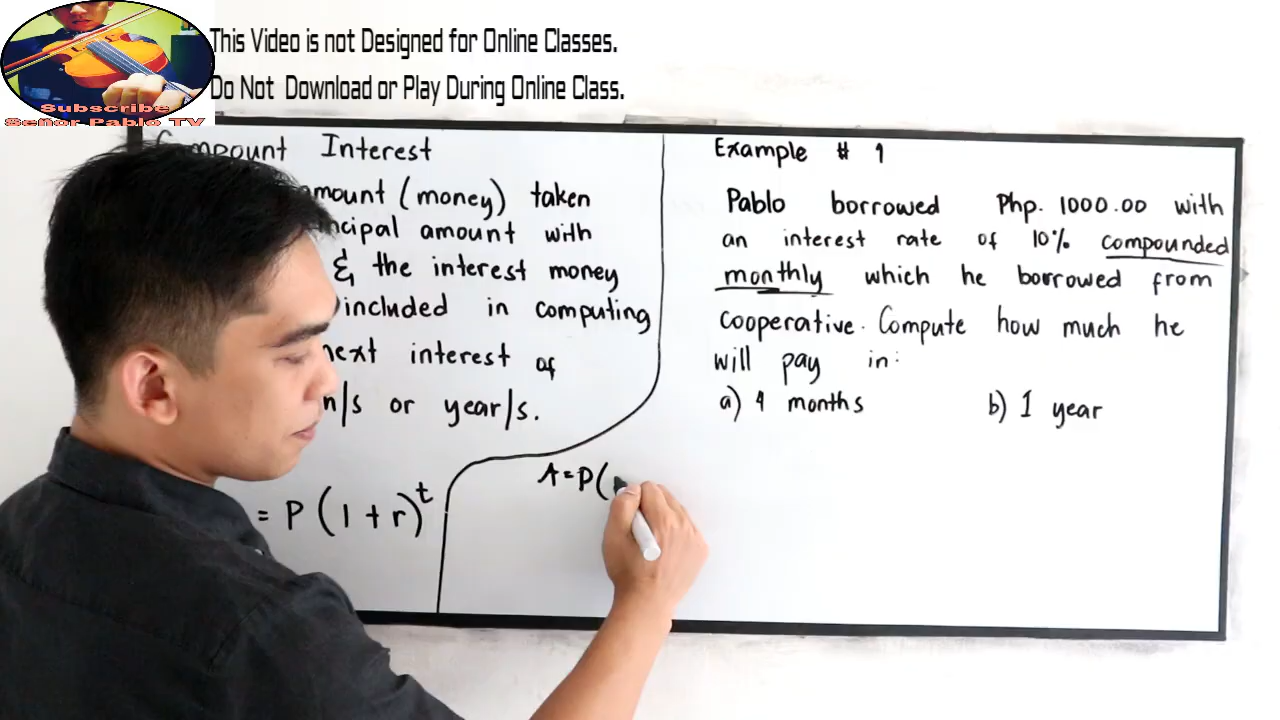 This Video is not Designed for Online Classes.
Do Not Download or Play During Online Class.
Subscribe
Señor Pablo TV
Compount Interest
amount (money) taken
ncipal amount with
& the interest money
included in computing
next interest of
n/s or year/s.
= P (1 + r)^t
A=P(
Example # 1
Pablo borrowed Php. 1000.00 with
an interest rate of 10% compounded
monthly which he borrowed from
cooperative. Compute how much he
will pay in:
a) 4 months b) 1 year